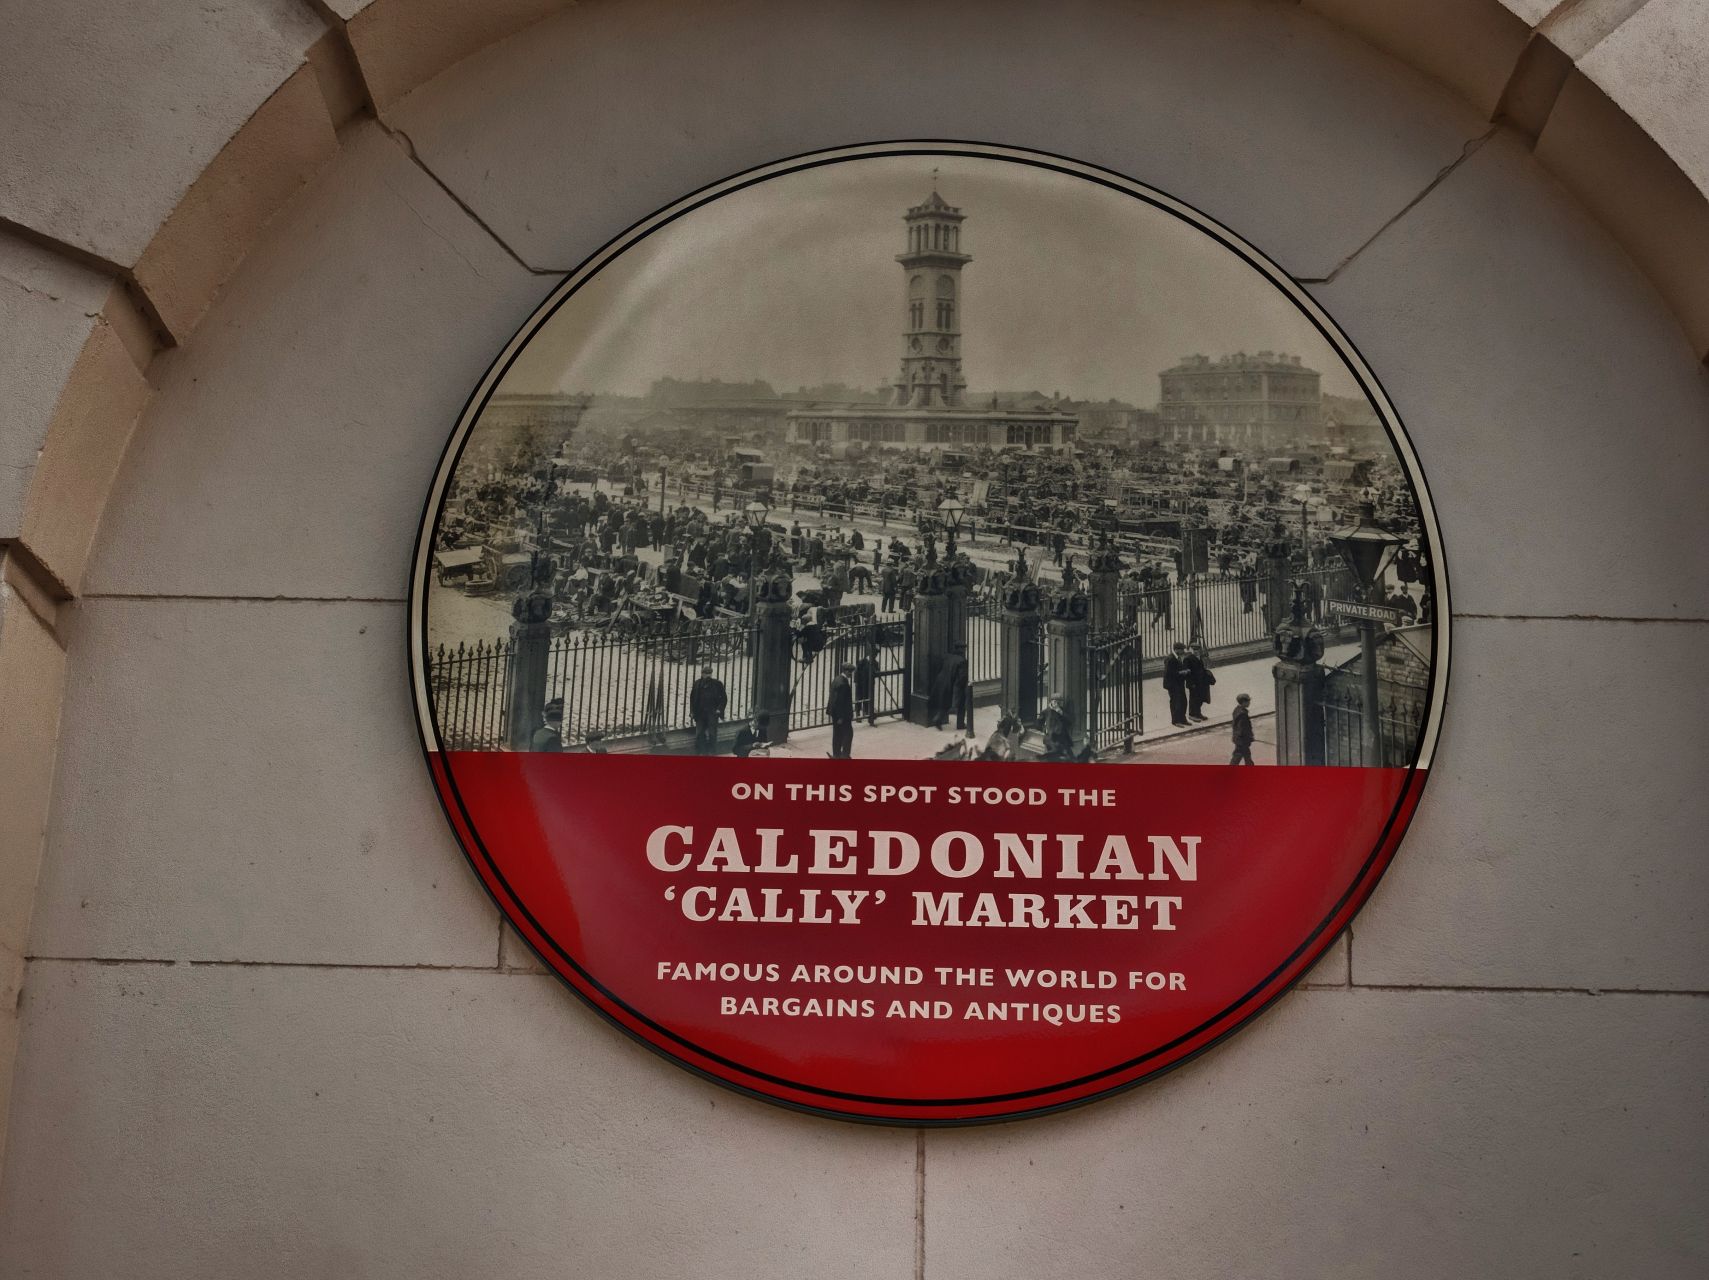 PRIVATE ROAD
ON THIS SPOT STOOD THE
CALEDONIAN
‘CALLY’ MARKET
FAMOUS AROUND THE WORLD FOR
BARGAINS AND ANTIQUES